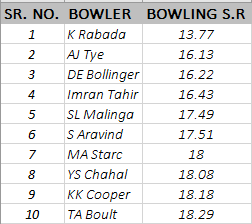 SR. NO. BOWLER BOWLING S.R
1 K Rabada 13.77
2 AJ Tye 16.13
3 DE Bollinger 16.22
4 Imran Tahir 16.43
5 SL Malinga 17.49
6 S Aravind 17.51
7 MA Starc 18
8 YS Chahal 18.08
9 KK Cooper 18.18
10 TA Boult 18.29